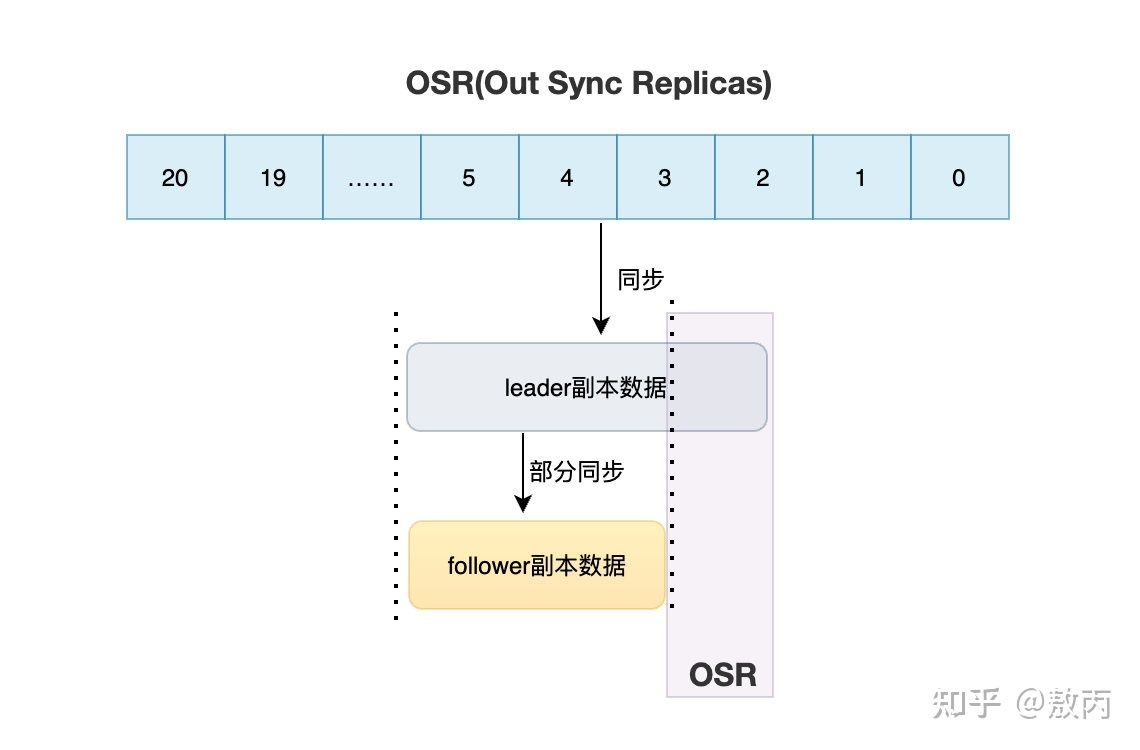 OSR(Out Sync Replicas)
20 19 ...... 5 4 3 2 1 0
同步
leader副本数据
部分同步
follower副本数据
OSR
知乎 @敖丙